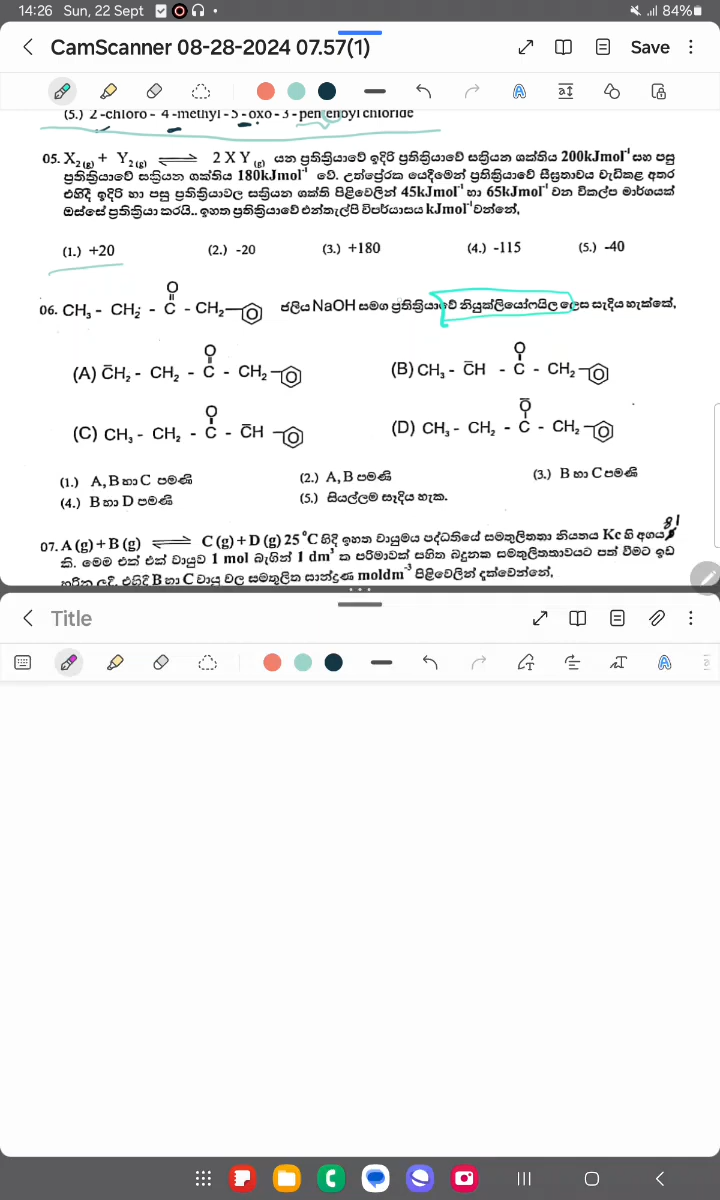 14:26 Sun, 22 Sept
84%
CamScanner 08-28-2024 07.57(1)
Save
(5.) 2-chloro - 4-methyl-5-oxo-3-pentenoyl chloride
05. X₂(g) + Y₂(g) ⇌ 2XY(g) යන ප්‍රතික්‍රියාවේ ඉදිරි ප්‍රතික්‍රියාවේ සක්‍රියන ශක්තිය 200kJmol⁻¹ සහ පසු
ප්‍රතික්‍රියාවේ සක්‍රියන ශක්තිය 180kJmol⁻¹ වේ. උත්ප්‍රේරක යෙදීමෙන් ප්‍රතික්‍රියාවේ සීඝ්‍රතාවය වැඩිකළ අතර
එහිදී ඉදිරි හා පසු ප්‍රතික්‍රියාවල සක්‍රියන ශක්ති පිළිවෙලින් 45kJmol⁻¹ හා 65kJmol⁻¹ වන විකල්ප මාර්ගයක්
ඔස්සේ ප්‍රතික්‍රියා කරයි.. ඉහත ප්‍රතික්‍රියාවේ එන්තැල්පි විපර්යාසය kJmol⁻¹ වන්නේ,
(1.) +20 (2.) -20 (3.) +180 (4.) -115 (5.) -40
O
06. CH₃ - CH₂ - C - CH₂ ජලීය NaOH සමග ප්‍රතික්‍රියාවේ නියුක්ලියෝෆයිල ලෙස සැදිය හැක්කේ,
O O
(A) C̄H₂ - CH₂ - C - CH₂ (B) CH₃ - C̄H - C - CH₂
O Ō
(C) CH₃ - CH₂ - C - C̄H (D) CH₃ - CH₂ - C - CH₂
(1.) A, B හා C පමණි (2.) A, B පමණි (3.) B හා C පමණි
(4.) B හා D පමණි (5.) සියල්ලම සෑදිය හැක.
81
07. A (g) + B (g) ⇌ C (g) + D (g) 25 °C හිදී ඉහත වායුමය පද්ධතියේ සමතුලිතතා නියතය Kc හි අගය
කි. මෙම එක් එක් වායුව 1 mol බැගින් 1 dm³ ක පරිමාවක් සහිත බඳුනක සමතුලිතතාවයට පත් වීමට ඉඩ
හරින ලදී. එහිදී B හා C වායු වල සමතුලිත සාන්ද්‍රණ moldm⁻³ පිළිවෙලින් දැක්වෙන්නේ,
Title